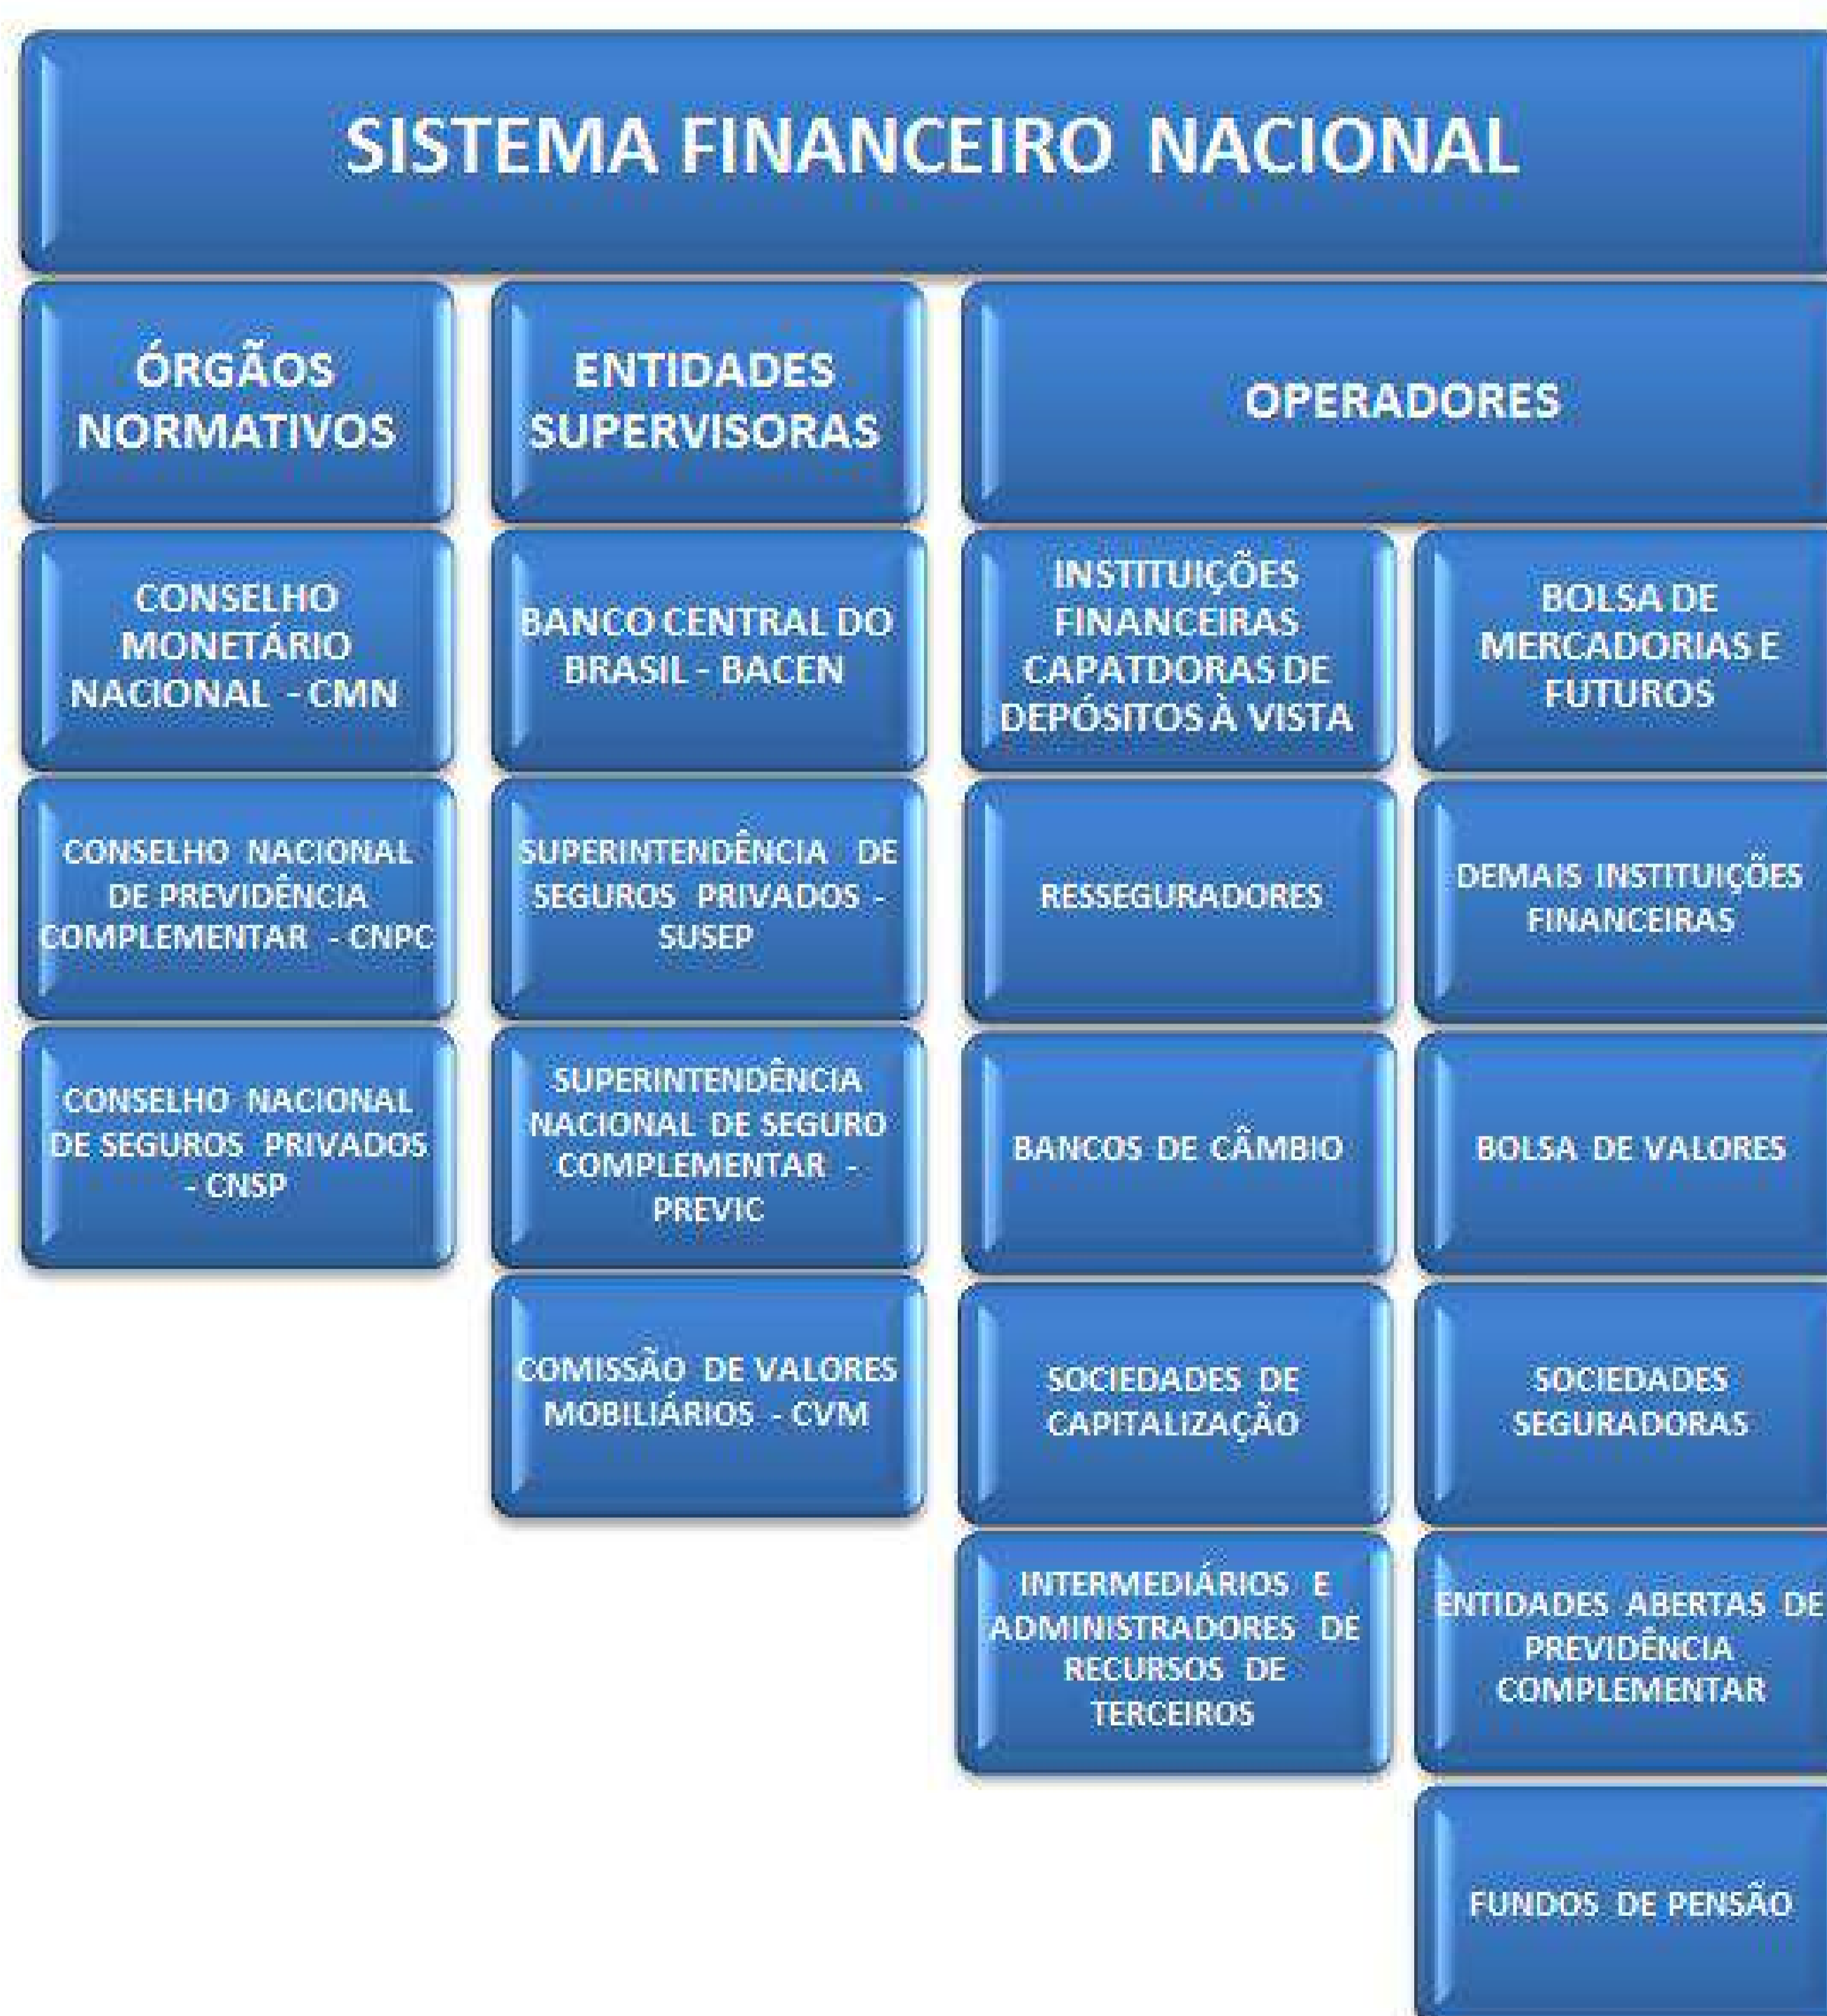 SISTEMA FINANCEIRO NACIONAL
ÓRGÃOS
NORMATIVOS
ENTIDADES
SUPERVISORAS
OPERADORES
CONSELHO
MONETÁRIO
NACIONAL - CMN
BANCO CENTRAL DO
BRASIL - BACEN
INSTITUIÇÕES
FINANCEIRAS
CAPATDORAS DE
DEPÓSITOS À VISTA
BOLSA DE
MERCADORIAS E
FUTUROS
CONSELHO NACIONAL
DE PREVIDÊNCIA
COMPLEMENTAR - CNPC
SUPERINTENDÊNCIA DE
SEGUROS PRIVADOS -
SUSEP
RESSEGURADORES
DEMAIS INSTITUIÇÕES
FINANCEIRAS
CONSELHO NACIONAL
DE SEGUROS PRIVADOS
- CNSP
SUPERINTENDÊNCIA
NACIONAL DE SEGURO
COMPLEMENTAR -
PREVIC
BANCOS DE CÂMBIO
BOLSA DE VALORES
COMISSÃO DE VALORES
MOBILIÁRIOS - CVM
SOCIEDADES DE
CAPITALIZAÇÃO
SOCIEDADES
SEGURADORAS
INTERMEDIÁRIOS E
ADMINISTRADORES DE
RECURSOS DE
TERCEIROS
ENTIDADES ABERTAS DE
PREVIDÊNCIA
COMPLEMENTAR
FUNDOS DE PENSÃO